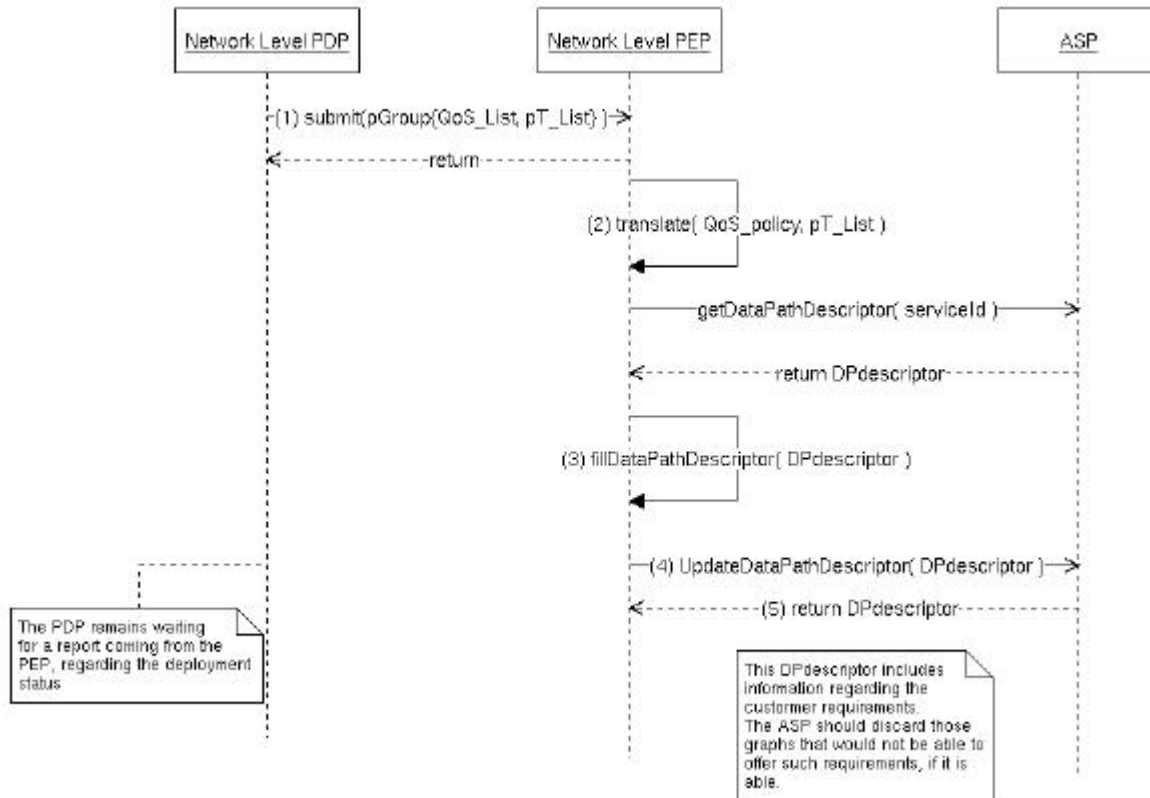 Network Level PDP
Network Level PEP
ASP
(1) submit(pGroup{QoS_List, pT_List} )
return
(2) translate( QoS_policy, pT_List )
getDataPathDescriptor( serviceId )
return DPdescriptor
(3) fillDataPathDescriptor( DPdescriptor )
(4) UpdateDataPathDescriptor( DPdescriptor )
(5) return DPdescriptor
The PDP remains waiting
for a report coming from the
PEP, regarding the deployment
status
This DPdescriptor includes
information regarding the
custormer requirements.
The ASP should discard those
graphs that would not be able to
offer such requirements, if it is
able.